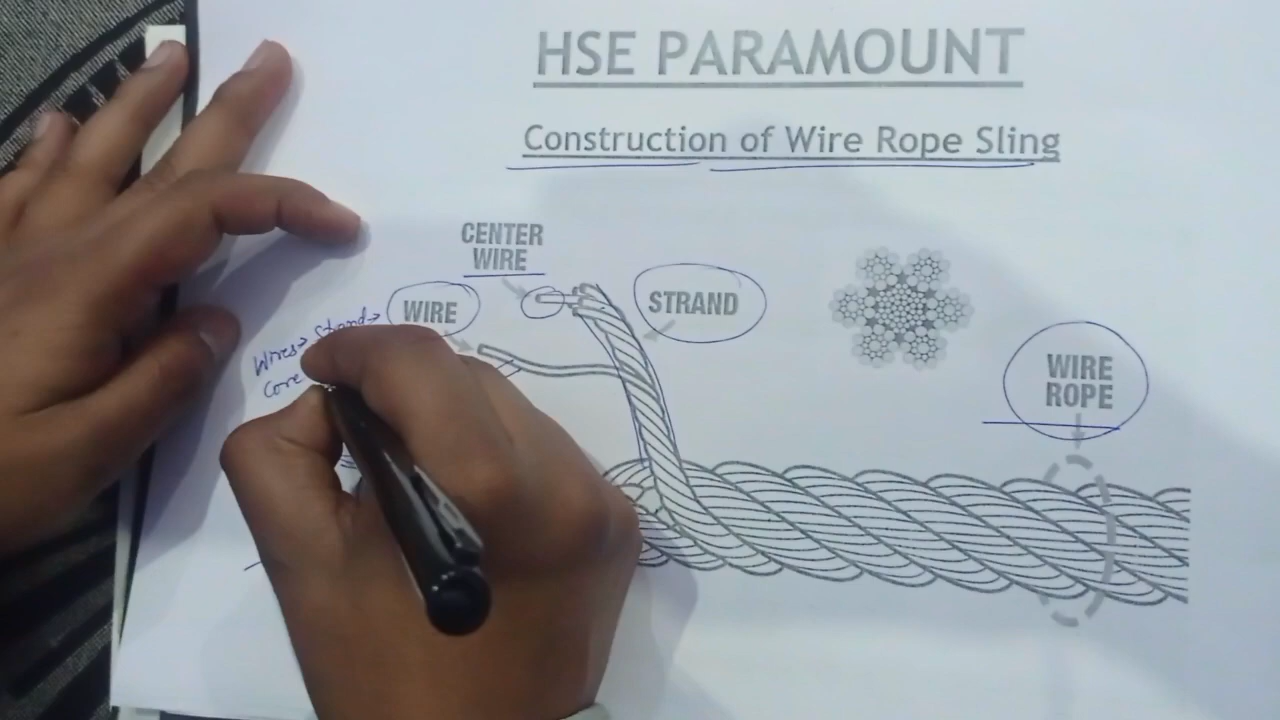 HSE PARAMOUNT
Construction of Wire Rope Sling
CENTER
WIRE
WIRE
STRAND
WIRE
ROPE
Wires→ Strand→
Core